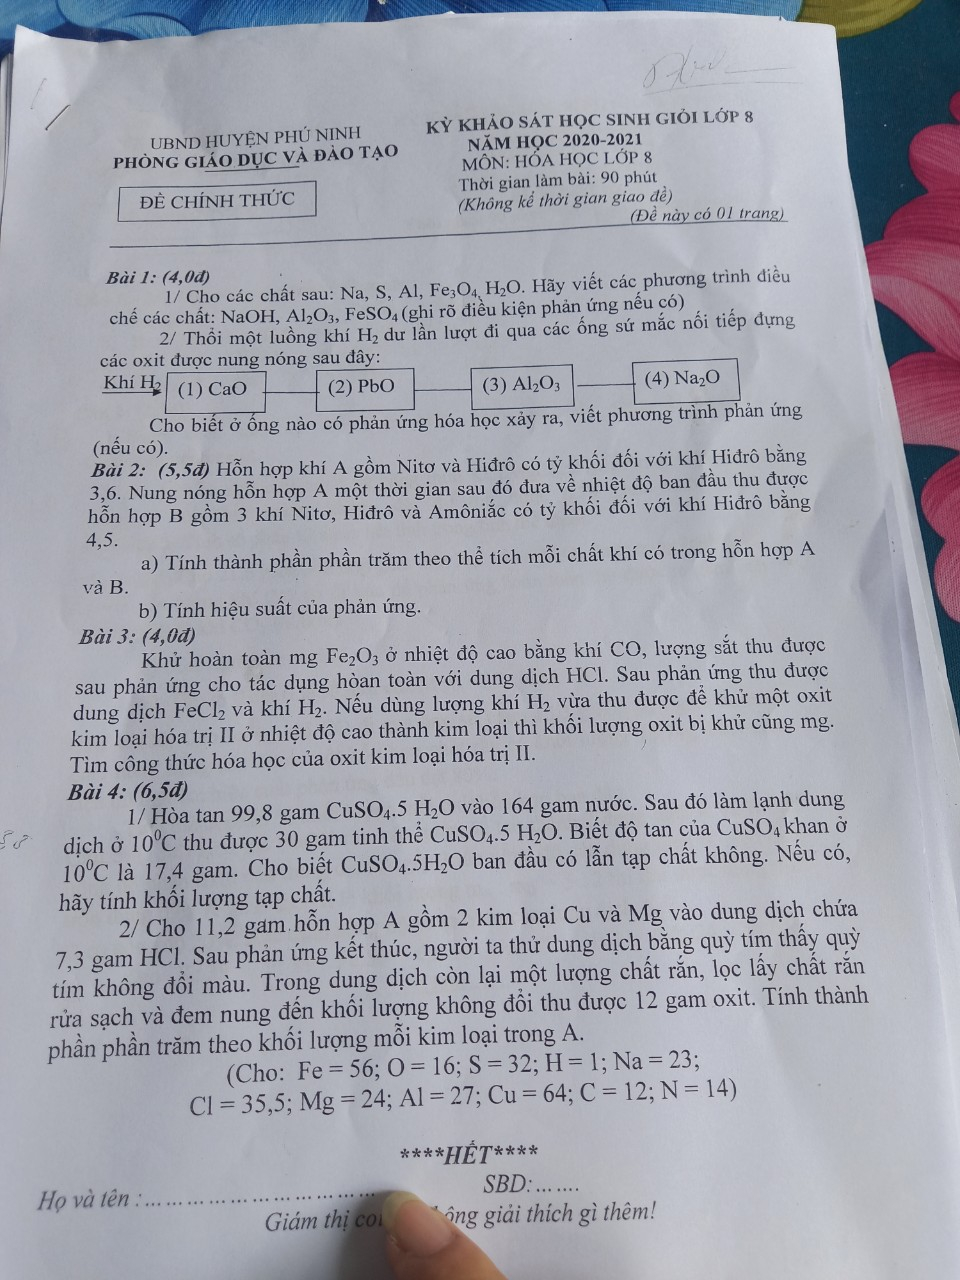 UBND HUYỆN PHÚ NINH
PHÒNG GIÁO DỤC VÀ ĐÀO TẠO
ĐỀ CHÍNH THỨC
KỲ KHẢO SÁT HỌC SINH GIỎI LỚP 8
NĂM HỌC 2020-2021
MÔN: HÓA HỌC LỚP 8
Thời gian làm bài: 90 phút
(Không kể thời gian giao đề)
(Đề này có 01 trang)
Bài 1: (4,0đ)
1/ Cho các chất sau: Na, S, Al, Fe₃O₄, H₂O. Hãy viết các phương trình điều
chế các chất: NaOH, Al₂O₃, FeSO₄ (ghi rõ điều kiện phản ứng nếu có)
2/ Thổi một luồng khí H₂ dư lần lượt đi qua các ống sứ mắc nối tiếp đựng
các oxit được nung nóng sau đây:
Khí H₂ (1) CaO (2) PbO (3) Al₂O₃ (4) Na₂O
Cho biết ở ống nào có phản ứng hóa học xảy ra, viết phương trình phản ứng
(nếu có).
Bài 2: (5,5đ) Hỗn hợp khí A gồm Nitơ và Hiđrô có tỷ khối đối với khí Hiđrô bằng
3,6. Nung nóng hỗn hợp A một thời gian sau đó đưa về nhiệt độ ban đầu thu được
hỗn hợp B gồm 3 khí Nitơ, Hiđrô và Amôniắc có tỷ khối đối với khí Hiđrô bằng
4,5.
a) Tính thành phần phần trăm theo thể tích mỗi chất khí có trong hỗn hợp A
và B.
b) Tính hiệu suất của phản ứng.
Bài 3: (4,0đ)
Khử hoàn toàn mg Fe₂O₃ ở nhiệt độ cao bằng khí CO, lượng sắt thu được
sau phản ứng cho tác dụng hòan toàn với dung dịch HCl. Sau phản ứng thu được
dung dịch FeCl₂ và khí H₂. Nếu dùng lượng khí H₂ vừa thu được để khử một oxit
kim loại hóa trị II ở nhiệt độ cao thành kim loại thì khối lượng oxit bị khử cũng mg.
Tìm công thức hóa học của oxit kim loại hóa trị II.
Bài 4: (6,5đ)
1/ Hòa tan 99,8 gam CuSO₄.5 H₂O vào 164 gam nước. Sau đó làm lạnh dung
dịch ở 10⁰C thu được 30 gam tinh thể CuSO₄.5 H₂O. Biết độ tan của CuSO₄ khan ở
10⁰C là 17,4 gam. Cho biết CuSO₄.5H₂O ban đầu có lẫn tạp chất không. Nếu có,
hãy tính khối lượng tạp chất.
2/ Cho 11,2 gam hỗn hợp A gồm 2 kim loại Cu và Mg vào dung dịch chứa
7,3 gam HCl. Sau phản ứng kết thúc, người ta thử dung dịch bằng quỳ tím thấy quỳ
tím không đổi màu. Trong dung dịch còn lại một lượng chất rắn, lọc lấy chất rắn
rửa sạch và đem nung đến khối lượng không đổi thu được 12 gam oxit. Tính thành
phần phần trăm theo khối lượng mỗi kim loại trong A.
(Cho: Fe = 56; O = 16; S = 32; H = 1; Na = 23;
Cl = 35,5; Mg = 24; Al = 27; Cu = 64; C = 12; N = 14)
****HẾT****
Họ và tên :................................. SBD:.......
Giám thị giải thích gì thêm!